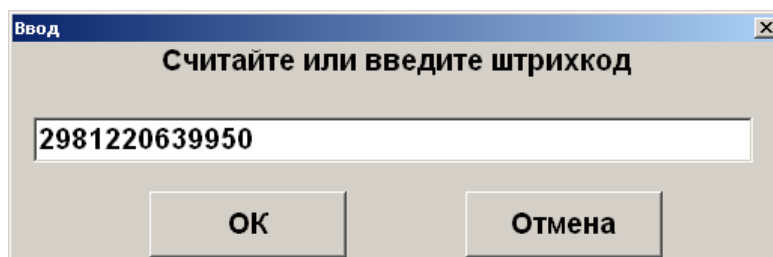 Ввод
Считайте или введите штрихкод
2981220639950
ОК
Отмена